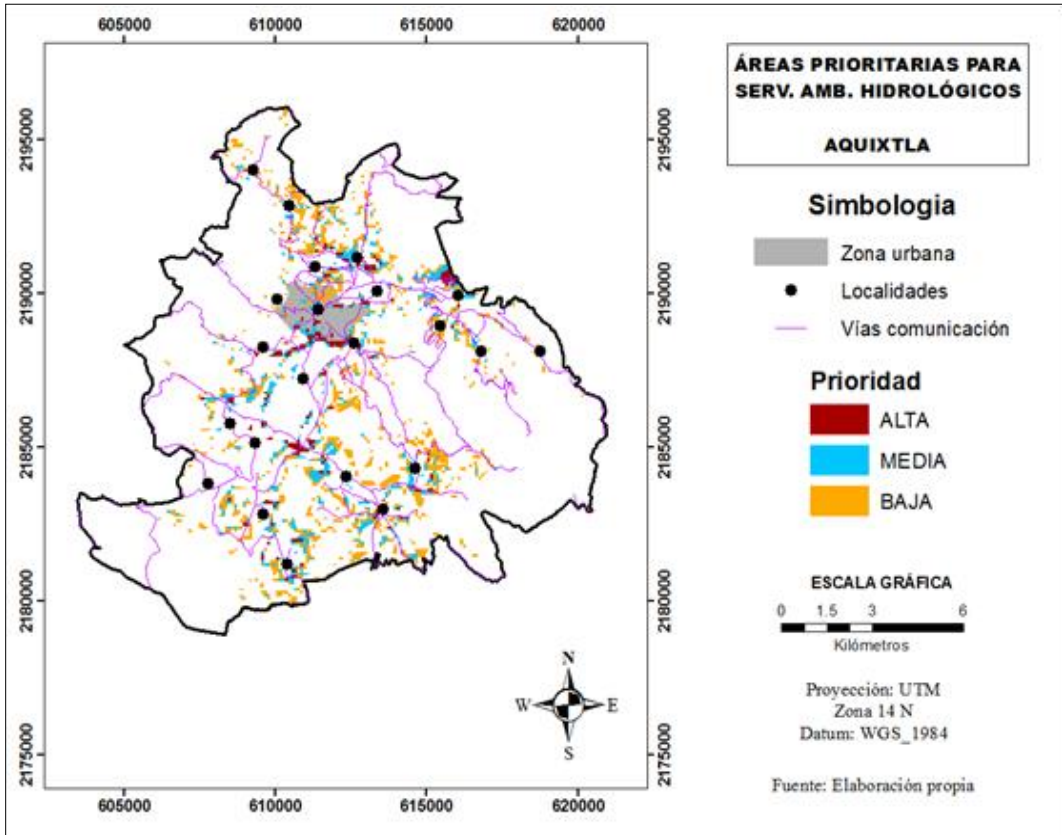 605000 610000 615000 620000
2195000
2190000
2185000
2180000
2175000
2195000
2190000
2185000
2180000
2175000
N
W E
S
605000 610000 615000 620000
ÁREAS PRIORITARIAS PARA
SERV. AMB. HIDROLÓGICOS
AQUIXTLA
Simbologia
Zona urbana
Localidades
Vías comunicación
Prioridad
ALTA
MEDIA
BAJA
ESCALA GRÁFICA
0 1.5 3 6
Kilómetros
Proyección: UTM
Zona 14 N
Datum: WGS_1984
Fuente: Elaboración propia